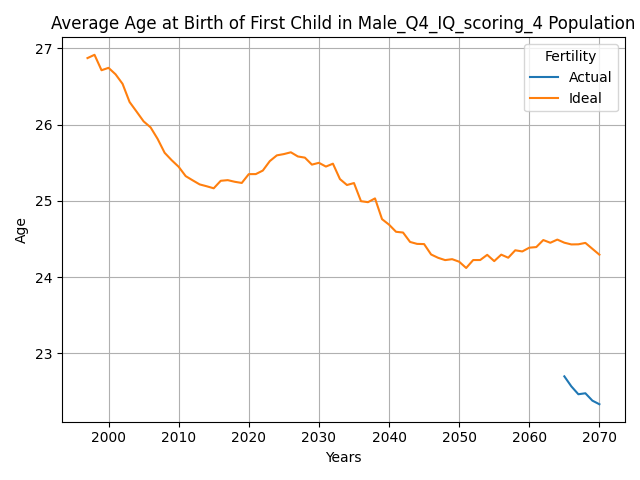 Average Age at Birth of First Child in Male_Q4_IQ_scoring_4 Population
27
26
25
24
23
Age
Fertility
Actual
Ideal
2000 2010 2020 2030 2040 2050 2060 2070
Years